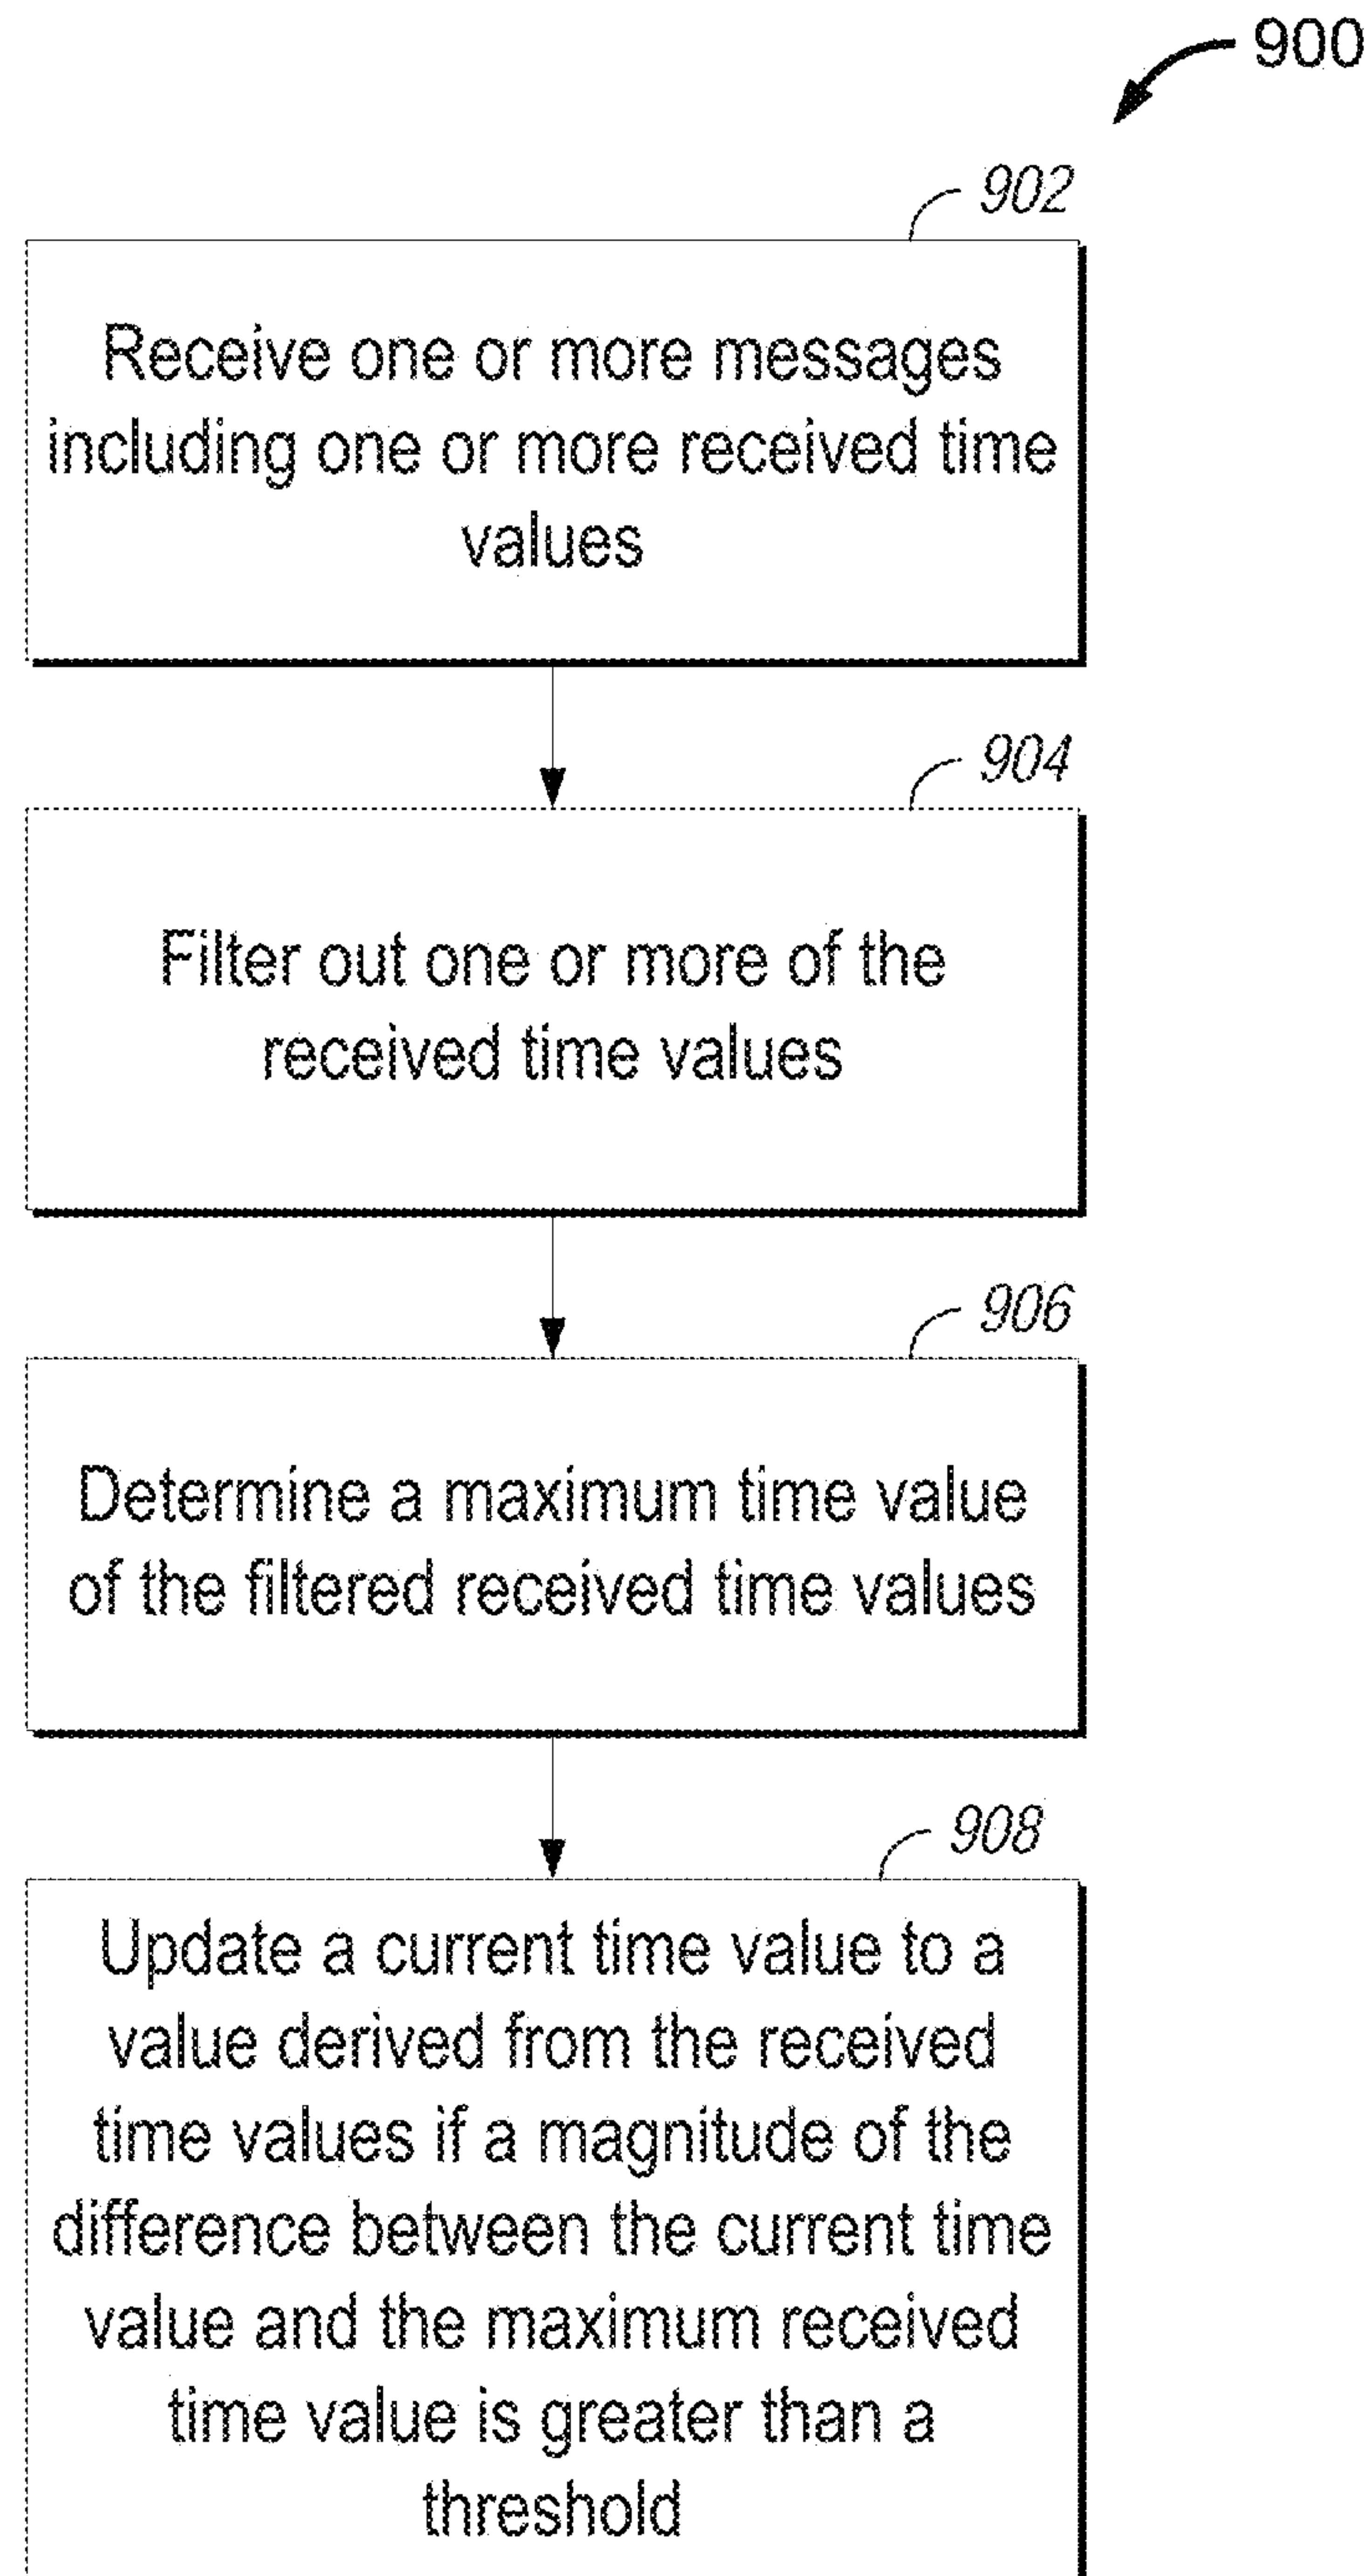 900
902
Receive one or more messages
including one or more received time
values
904
Filter out one or more of the
received time values
906
Determine a maximum time value
of the filtered received time values
908
Update a current time value to a
value derived from the received
time values if a magnitude of the
difference between the current time
value and the maximum received
time value is greater than a
threshold